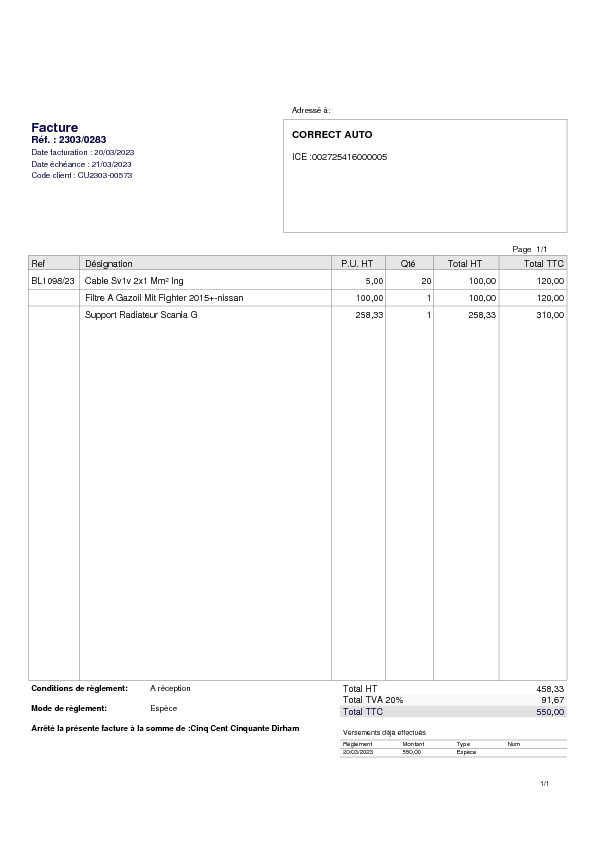 Adressé à:
Facture
Réf. : 2303/0283
Date facturation : 20/03/2023
Date échéance : 21/03/2023
Code client : CU2303-00573
CORRECT AUTO
ICE :002725416000005
Page 1/1
Ref Désignation P.U. HT Qté Total HT Total TTC
BL1098/23 Cable Sv1v 2x1 Mm² Ing 5,00 20 100,00 120,00
Filtre A Gazoil Mit Fighter 2015+-nissan 100,00 1 100,00 120,00
Support Radiateur Scania G 258,33 1 258,33 310,00
Conditions de règlement: A réception
Mode de règlement: Espèce
Arrêté la présente facture à la somme de :Cinq Cent Cinquante Dirham
Total HT 458,33
Total TVA 20% 91,67
Total TTC 550,00
Versements déjà effectués
Règlement Montant Type Num
20/03/2023 550,00 Espèce
1/1